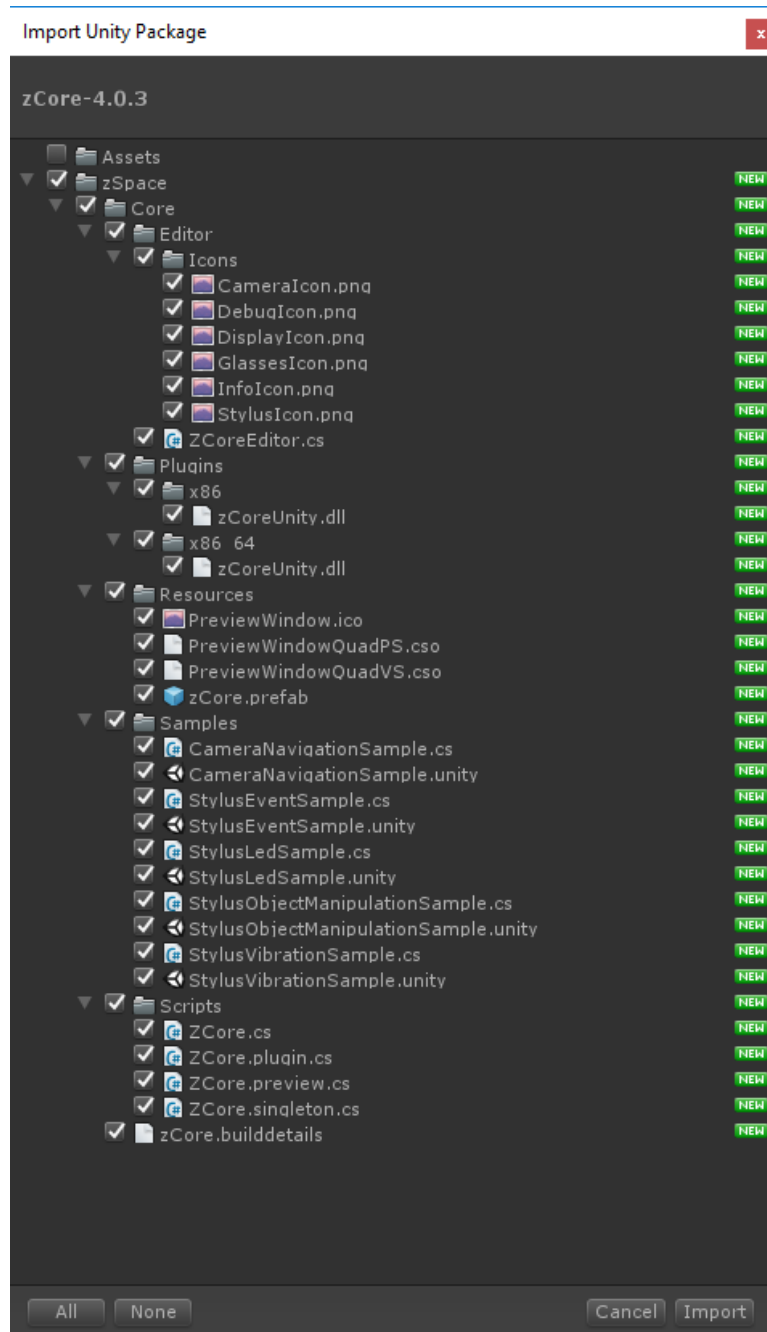 Import Unity Package
x
zCore-4.0.3
Assets
zSpace NEW
Core NEW
Editor NEW
Icons NEW
CameraIcon.png NEW
DebugIcon.png NEW
DisplayIcon.png NEW
GlassesIcon.png NEW
InfoIcon.png NEW
StylusIcon.png NEW
ZCoreEditor.cs NEW
Plugins NEW
x86 NEW
zCoreUnity.dll NEW
x86_64 NEW
zCoreUnity.dll NEW
Resources NEW
PreviewWindow.ico NEW
PreviewWindowQuadPS.cso NEW
PreviewWindowQuadVS.cso NEW
zCore.prefab NEW
Samples NEW
CameraNavigationSample.cs NEW
CameraNavigationSample.unity NEW
StylusEventSample.cs NEW
StylusEventSample.unity NEW
StylusLedSample.cs NEW
StylusLedSample.unity NEW
StylusObjectManipulationSample.cs NEW
StylusObjectManipulationSample.unity NEW
StylusVibrationSample.cs NEW
StylusVibrationSample.unity NEW
Scripts NEW
ZCore.cs NEW
ZCore.plugin.cs NEW
ZCore.preview.cs NEW
ZCore.singleton.cs NEW
zCore.builddetails NEW
All None Cancel Import